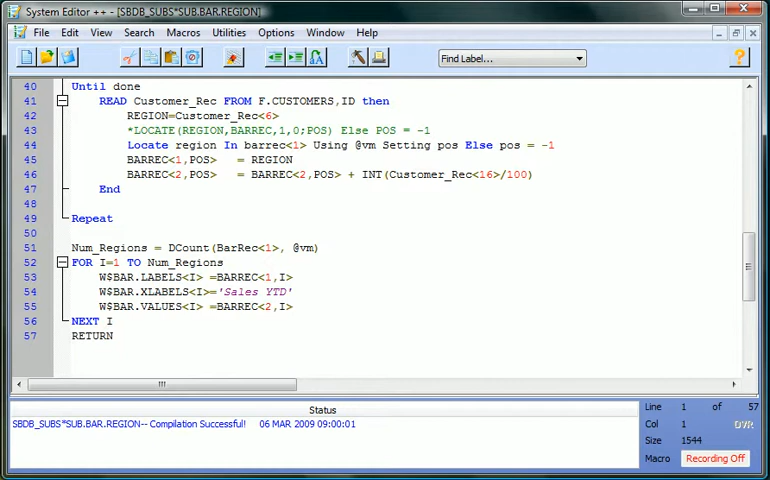 System Editor ++ - [SBDB_SUBS*SUB.BAR.REGION]
File Edit View Search Macros Utilities Options Window Help
Find Label...
40 Until done
41 READ Customer_Rec FROM F.CUSTOMERS,ID then
42 REGION=Customer_Rec<6>
43 *LOCATE(REGION,BARREC,1,0;POS) Else POS = -1
44 Locate region In barrec<1> Using @vm Setting pos Else pos = -1
45 BARREC<1,POS> = REGION
46 BARREC<2,POS> = BARREC<2,POS> + INT(Customer_Rec<16>/100)
47 End
48
49 Repeat
50
51 Num_Regions = DCount(BarRec<1>, @vm)
52 FOR I=1 TO Num_Regions
53 W$BAR.LABELS<I> =BARREC<1,I>
54 W$BAR.XLABELS<I>='Sales YTD'
55 W$BAR.VALUES<I> =BARREC<2,I>
56 NEXT I
57 RETURN
Status
SBDB_SUBS*SUB.BAR.REGION-- Compilation Successful! 06 MAR 2009 09:00:01
Line 1 of 57
Col 1 OVR
Size 1544
Macro Recording Off